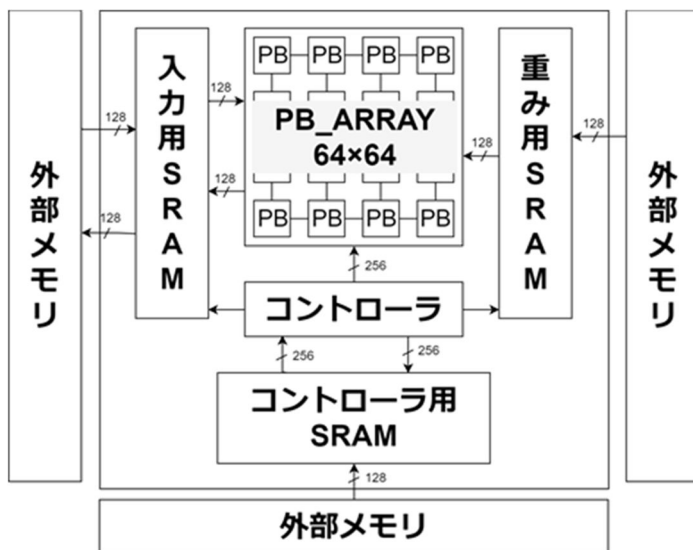 PB PB PB PB
PB_ARRAY
64×64
PB PB PB PB
入力用SRAM
重み用SRAM
外部メモリ
外部メモリ
128
128
128
128
128
128
256
コントローラ
256
256
コントローラ用
SRAM
128
外部メモリ